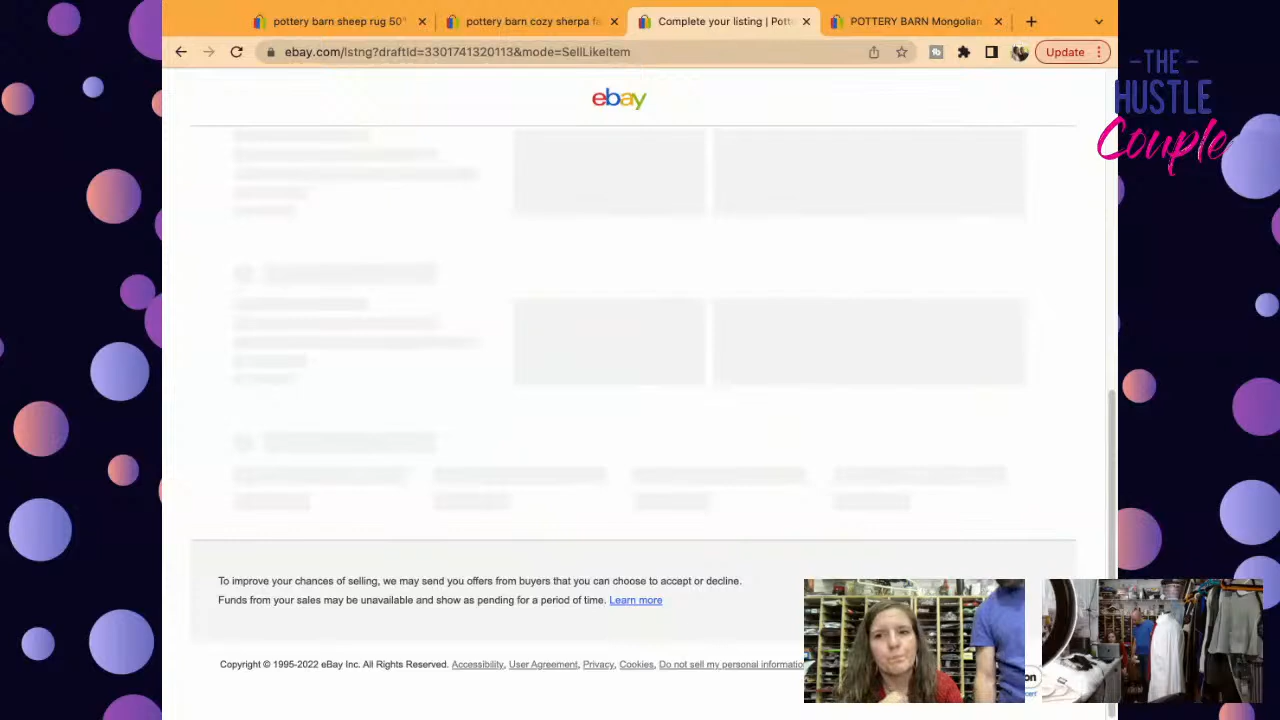 pottery barn sheep rug 50"
pottery barn cozy sherpa fa
Complete your listing | Potte
POTTERY BARN Mongolian
ebay.com/lstng?draftId=3301741320113&mode=SellLikeItem
Update
-THE-
HUSTLE
Couple
ebay
To improve your chances of selling, we may send you offers from buyers that you can choose to accept or decline.
Funds from your sales may be unavailable and show as pending for a period of time. Learn more
Copyright © 1995-2022 eBay Inc. All Rights Reserved. Accessibility, User Agreement, Privacy, Cookies, Do not sell my personal informatio